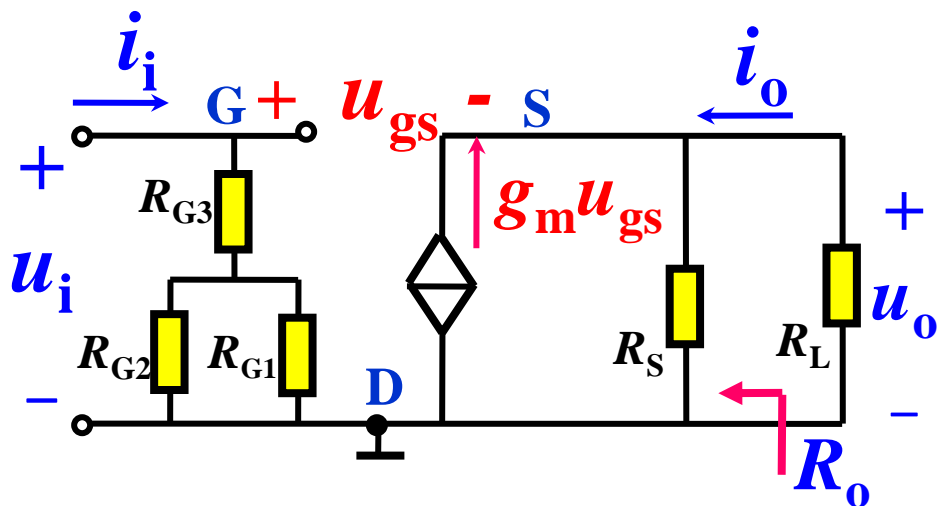 i_i
G + u_gs - S
i_o
+
R_G3
g_m u_gs
+
u_i
u_o
R_G2
R_G1
R_S
R_L
−
D
−
R_o